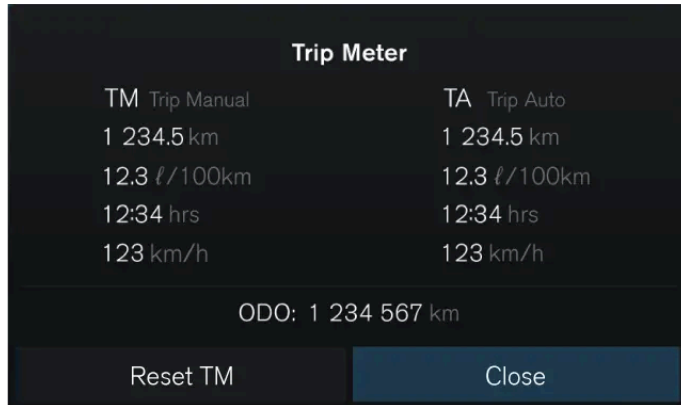 Trip Meter
TM Trip Manual
TA Trip Auto
1 234.5 km
1 234.5 km
12.3 ℓ/100km
12.3 ℓ/100km
12:34 hrs
12:34 hrs
123 km/h
123 km/h
ODO: 1 234 567 km
Reset TM
Close